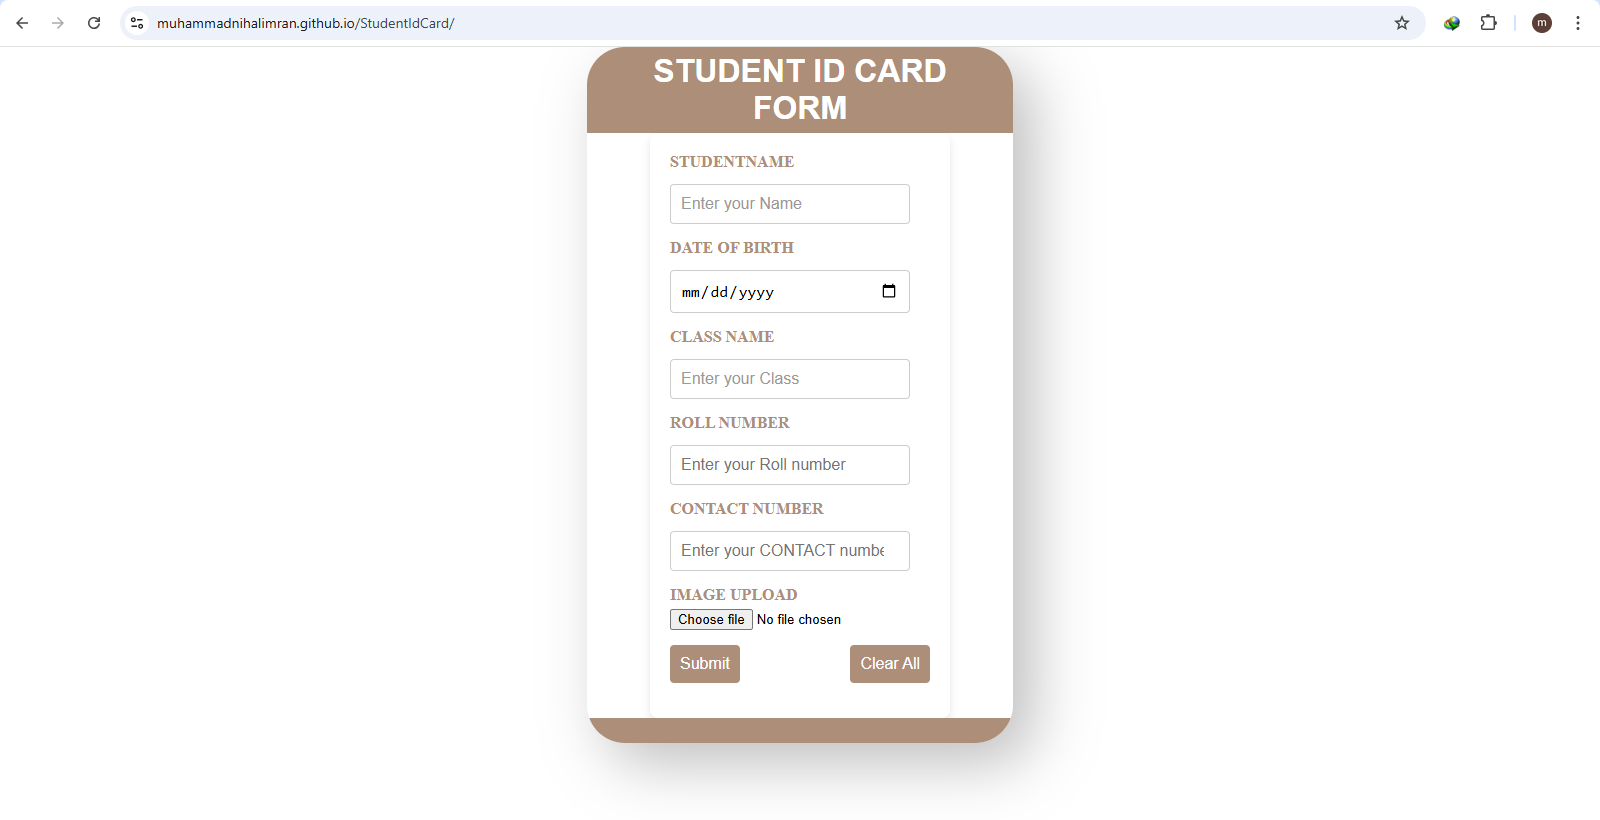 muhammadnihalimran.github.io/StudentIdCard/
m
STUDENT ID CARD
FORM
STUDENTNAME
Enter your Name
DATE OF BIRTH
mm/dd/yyyy
CLASS NAME
Enter your Class
ROLL NUMBER
Enter your Roll number
CONTACT NUMBER
Enter your CONTACT numbe
IMAGE UPLOAD
Choose file No file chosen
Submit Clear All